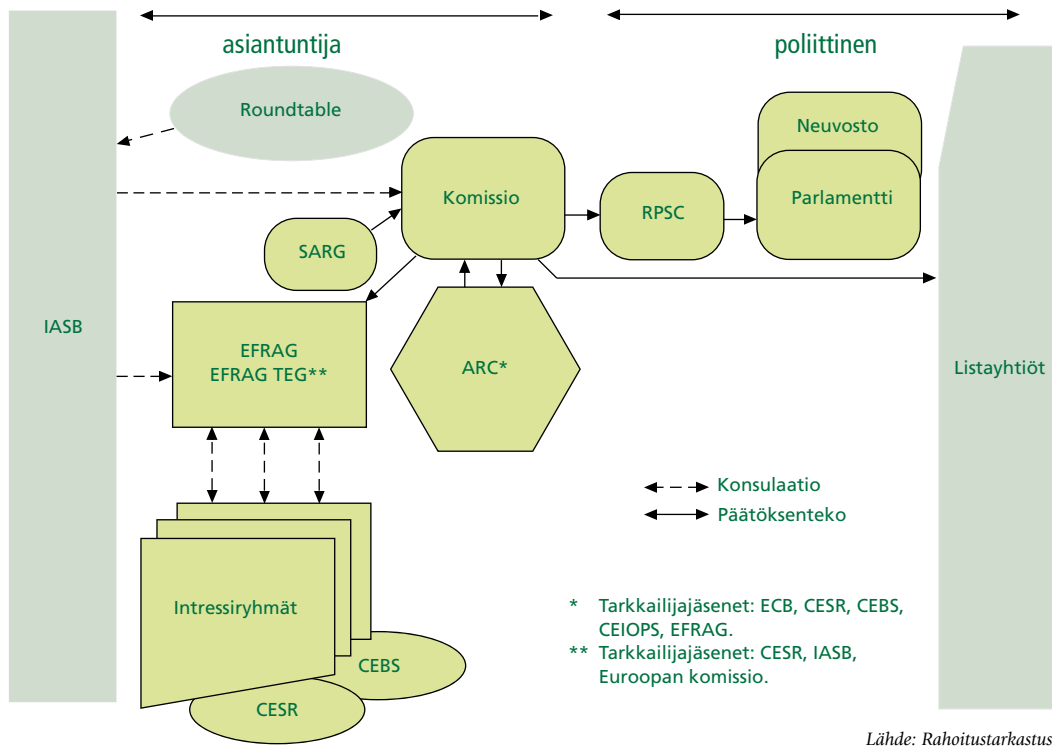 asiantuntija
poliittinen
Roundtable
Neuvosto
Komissio
RPSC
Parlamentti
SARG
IASB
EFRAG
EFRAG TEG**
ARC*
Listayhtiöt
Konsulaatio
Päätöksenteko
Intressiryhmät
CEBS
CESR
* Tarkkailijajäsenet: ECB, CESR, CEBS,
CEIOPS, EFRAG.
** Tarkkailijajäsenet: CESR, IASB,
Euroopan komissio.
Lähde: Rahoitustarkastus